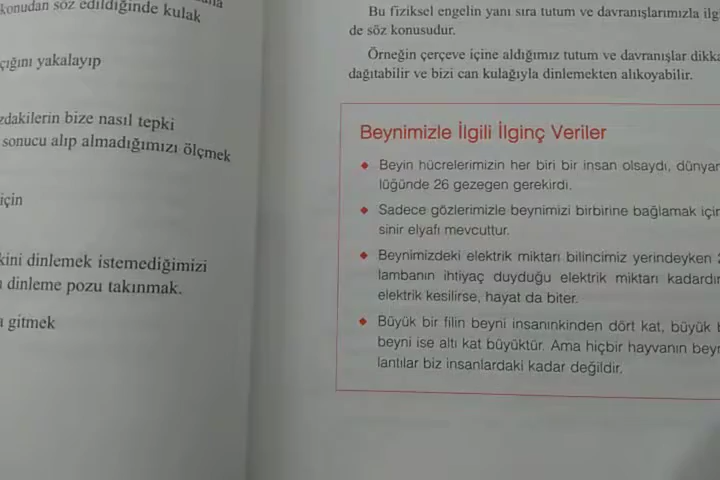 konudan söz edildiğinde kulak
çığını yakalayıp
zdakilerin bize nasıl tepki
sonucu alıp almadığımızı ölçmek
için
kini dinlemek istemediğimizi
dinleme pozu takınmak.
a gitmek
Bu fiziksel engelin yanı sıra tutum ve davranışlarımızla ilg
de söz konusudur.
Örneğin çerçeve içine aldığımız tutum ve davranışlar dikka
dağıtabilir ve bizi can kulağıyla dinlemekten alıkoyabilir.
Beynimizle İlgili İlginç Veriler
◆ Beyin hücrelerimizin her biri bir insan olsaydı, dünyam
lüğünde 26 gezegen gerekirdi.
◆ Sadece gözlerimizle beynimizi birbirine bağlamak için
sinir elyafı mevcuttur.
◆ Beynimizdeki elektrik miktarı bilincimiz yerindeyken 2
lambanın ihtiyaç duyduğu elektrik miktarı kadardır
elektrik kesilirse, hayat da biter.
◆ Büyük bir filin beyni insanınkinden dört kat, büyük b
beyni ise altı kat büyüktür. Ama hiçbir hayvanın beyn
lantılar biz insanlardaki kadar değildir.